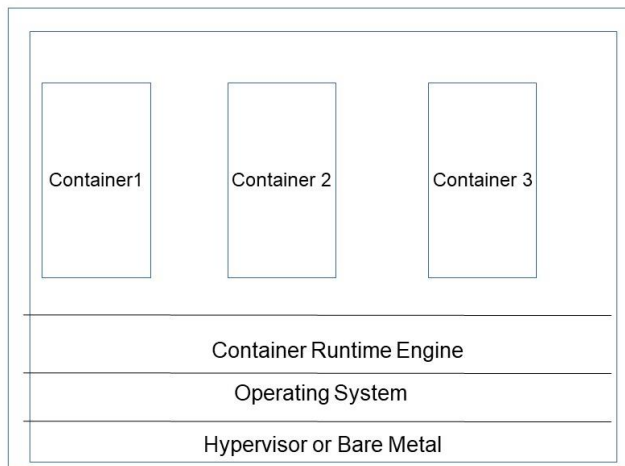 Container1
Container 2
Container 3
Container Runtime Engine
Operating System
Hypervisor or Bare Metal